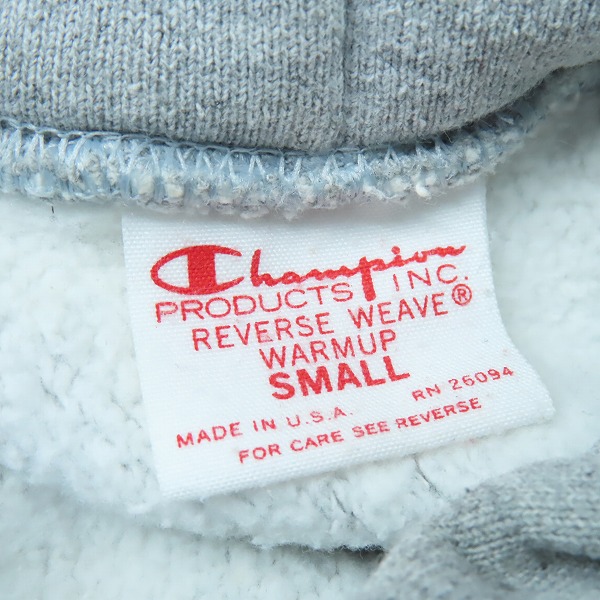 Champion
PRODUCTS INC.
REVERSE WEAVE®
WARMUP
SMALL
MADE IN U.S.A. RN 26094
FOR CARE SEE REVERSE